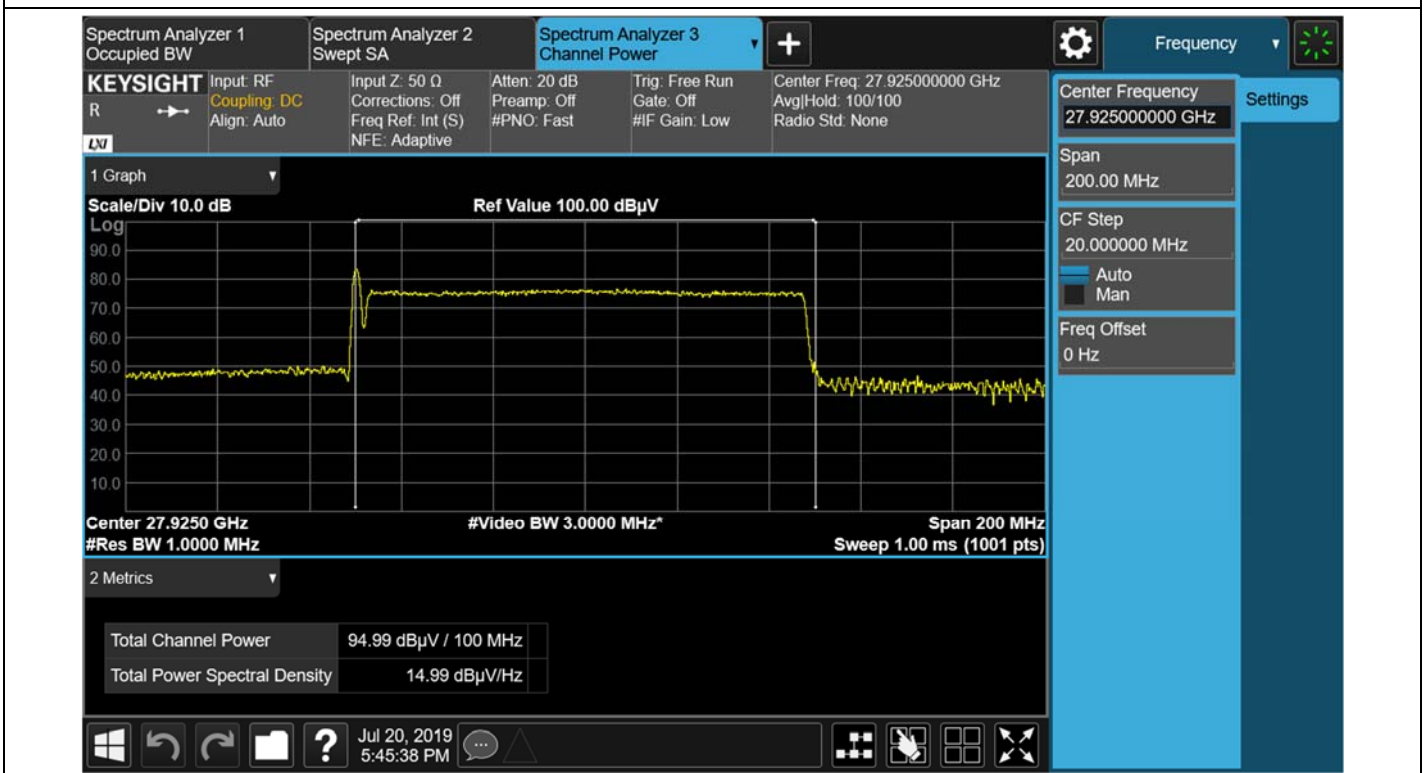 Spectrum Analyzer 1
Occupied BW
Spectrum Analyzer 2
Swept SA
Spectrum Analyzer 3
Channel Power
Frequency
KEYSIGHT
R
LXI
Input: RF
Coupling: DC
Align: Auto
Input Z: 50 Ω
Corrections: Off
Freq Ref: Int (S)
NFE: Adaptive
Atten: 20 dB
Preamp: Off
#PNO: Fast
Trig: Free Run
Gate: Off
#IF Gain: Low
Center Freq: 27.925000000 GHz
Avg|Hold: 100/100
Radio Std: None
Center Frequency
27.925000000 GHz
Settings
Span
200.00 MHz
CF Step
20.000000 MHz
Auto
Man
Freq Offset
0 Hz
1 Graph
Scale/Div 10.0 dB
Ref Value 100.00 dBµV
Log
90.0
80.0
70.0
60.0
50.0
40.0
30.0
20.0
10.0
Center 27.9250 GHz
#Video BW 3.0000 MHz*
Span 200 MHz
#Res BW 1.0000 MHz
Sweep 1.00 ms (1001 pts)
2 Metrics
Total Channel Power 94.99 dBµV / 100 MHz
Total Power Spectral Density 14.99 dBµV/Hz
?
Jul 20, 2019
5:45:38 PM